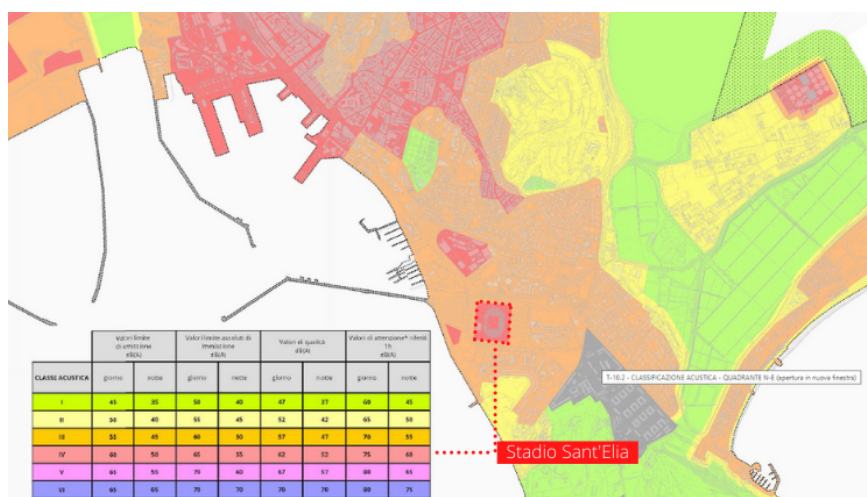 Valori limite
di emissione
dB(A)
Valori limite assoluti di
immissione
dB(A)
Valori di qualità
dB(A)
Valori di attenzione* riferiti
1h
dB(A)
CLASSE ACUSTICA giorno notte giorno notte giorno notte giorno notte
I 45 35 50 40 47 37 60 45
II 50 40 55 45 52 42 65 50
III 55 45 60 50 57 47 70 55
IV 60 50 65 55 62 52 75 60
V 65 55 70 60 67 57 80 65
VI 65 65 70 70 70 70 80 75
T-10.2 - CLASSIFICAZIONE ACUSTICA - QUADRANTE N-E (apertura in nuova finestra)
Stadio Sant'Elia